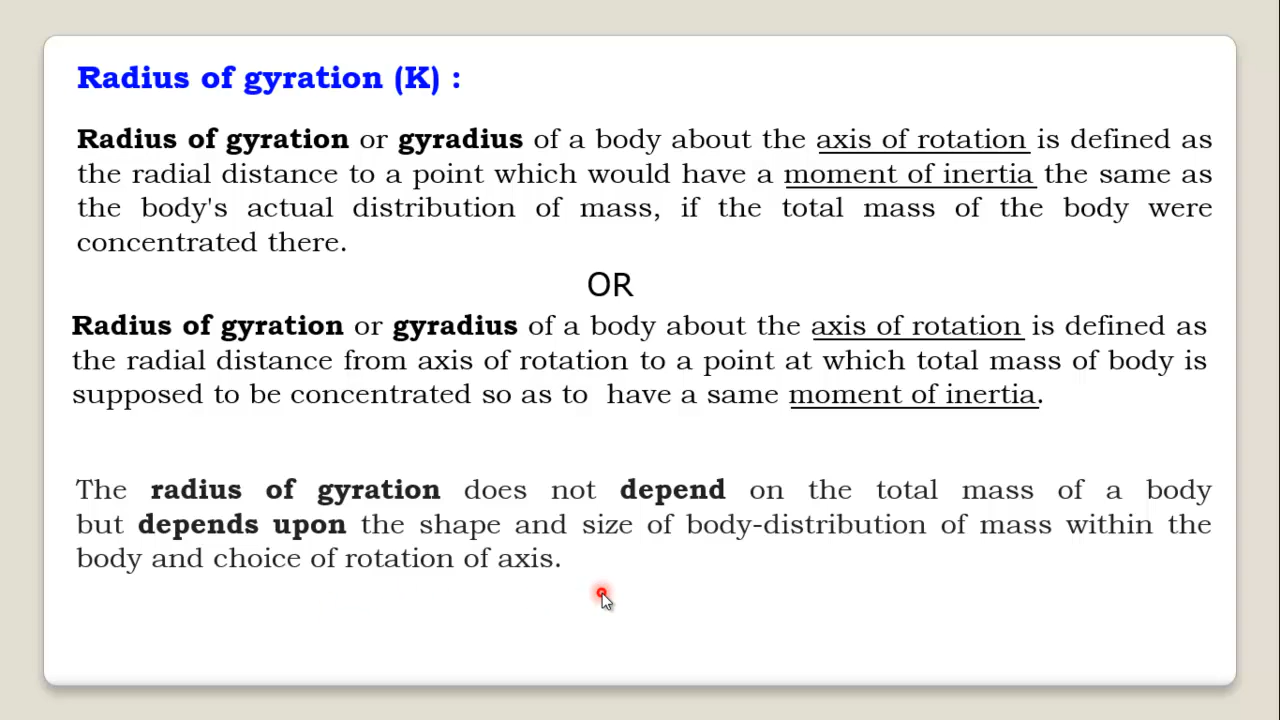 Radius of gyration (K) :
Radius of gyration or gyradius of a body about the axis of rotation is defined as
the radial distance to a point which would have a moment of inertia the same as
the body's actual distribution of mass, if the total mass of the body were
concentrated there.
OR
Radius of gyration or gyradius of a body about the axis of rotation is defined as
the radial distance from axis of rotation to a point at which total mass of body is
supposed to be concentrated so as to have a same moment of inertia.
The radius of gyration does not depend on the total mass of a body
but depends upon the shape and size of body-distribution of mass within the
body and choice of rotation of axis.